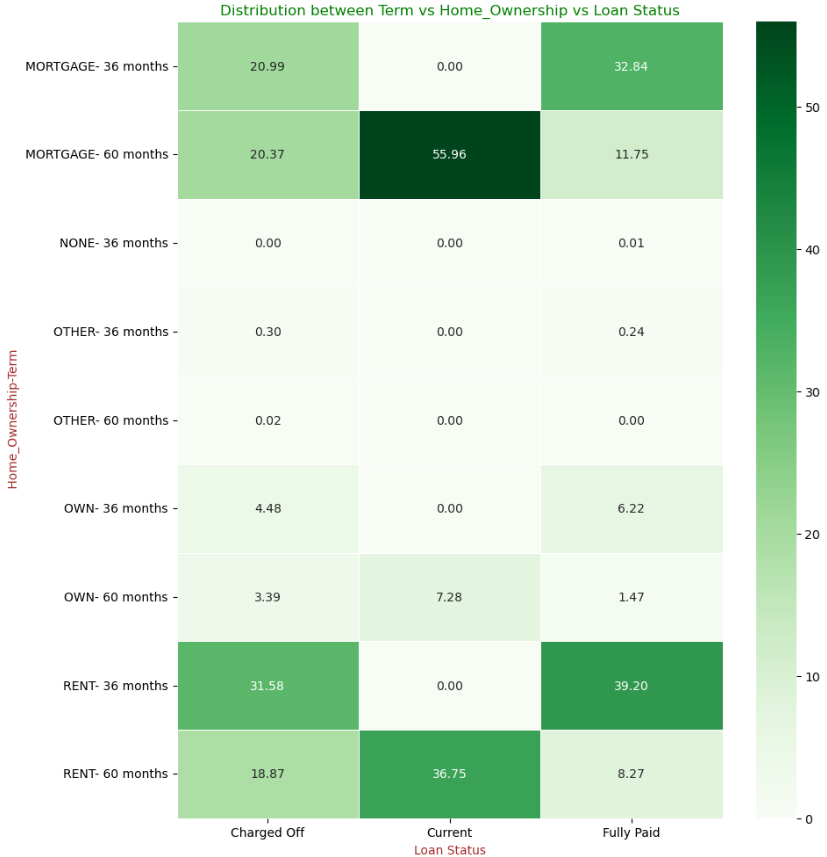 Distribution between Term vs Home_Ownership vs Loan Status
MORTGAGE- 36 months 20.99 0.00 32.84
MORTGAGE- 60 months 20.37 55.96 11.75
NONE- 36 months 0.00 0.00 0.01
OTHER- 36 months 0.30 0.00 0.24
OTHER- 60 months 0.02 0.00 0.00
OWN- 36 months 4.48 0.00 6.22
OWN- 60 months 3.39 7.28 1.47
RENT- 36 months 31.58 0.00 39.20
RENT- 60 months 18.87 36.75 8.27
Charged Off Current Fully Paid
Loan Status
Home_Ownership-Term
50
40
30
20
10
0